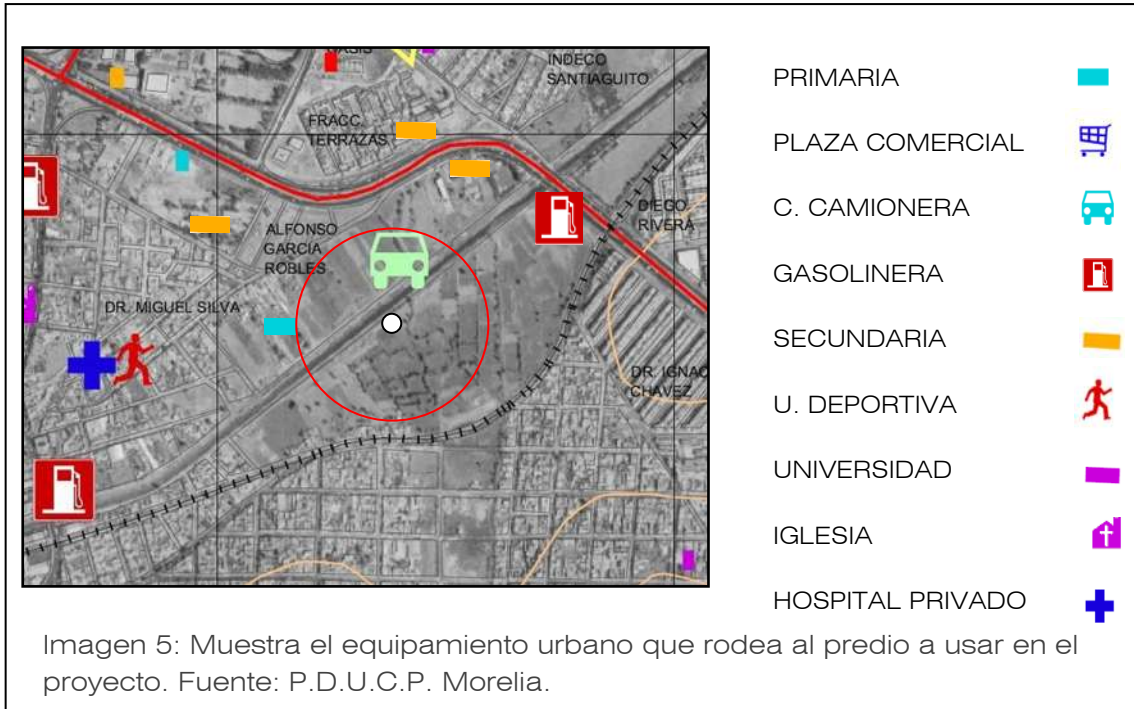 INDECO
SANTIAGUITO
FRACC.
TERRAZAS
ALFONSO
GARCIA
ROBLES
DIEGO
RIVERA
DR. MIGUEL SILVA
DR. IGNAC
CHAVEZ
PRIMARIA
PLAZA COMERCIAL
C. CAMIONERA
GASOLINERA
SECUNDARIA
U. DEPORTIVA
UNIVERSIDAD
IGLESIA
HOSPITAL PRIVADO
Imagen 5: Muestra el equipamiento urbano que rodea al predio a usar en el
proyecto. Fuente: P.D.U.C.P. Morelia.